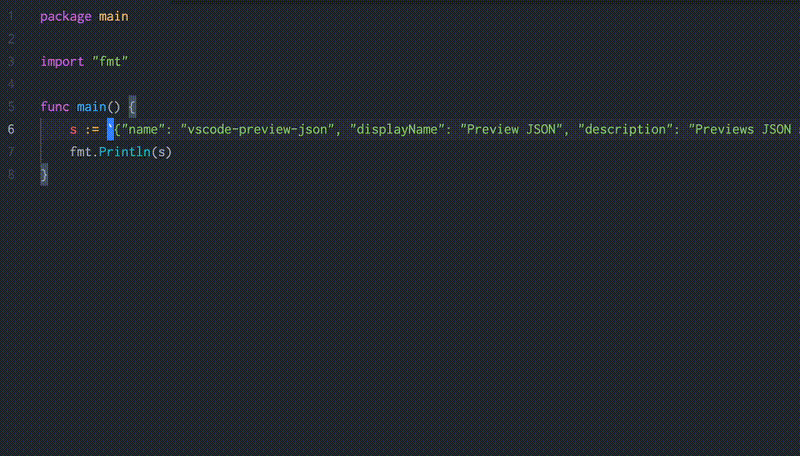 1 package main
2
3 import "fmt"
4
5 func main() {
6 s := `{"name": "vscode-preview-json", "displayName": "Preview JSON", "description": "Previews JSON
7 fmt.Println(s)
8 }